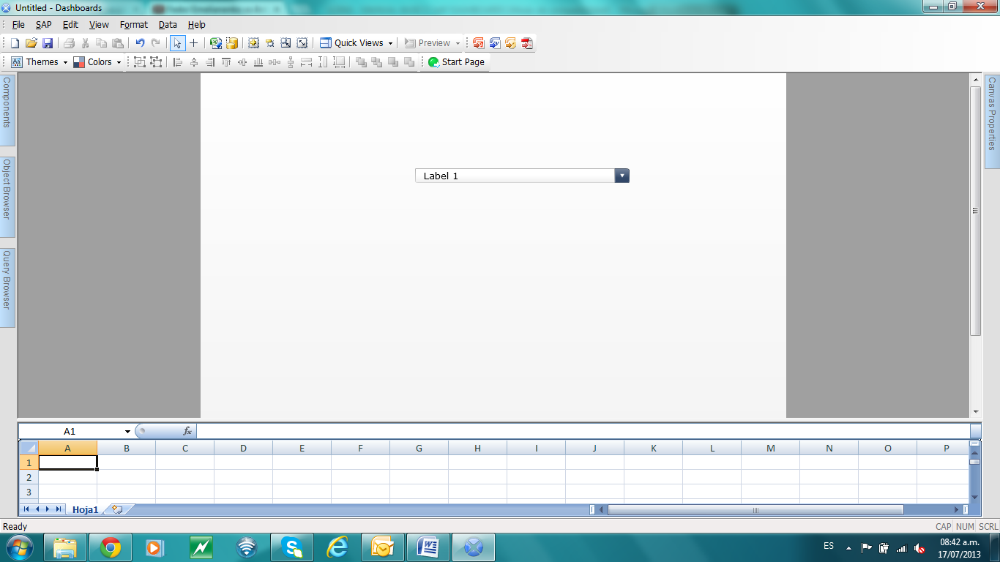 Untitled - Dashboards
File SAP Edit View Format Data Help
Quick Views Preview
Themes Colors Start Page
Components
Object Browser
Query Browser
Canvas Properties
Label 1
A1 fx
A B C D E F G H I J K L M N O P
1
2
3
Hoja1
Ready CAP NUM SCRL
ES 08:42 a.m.
17/07/2013